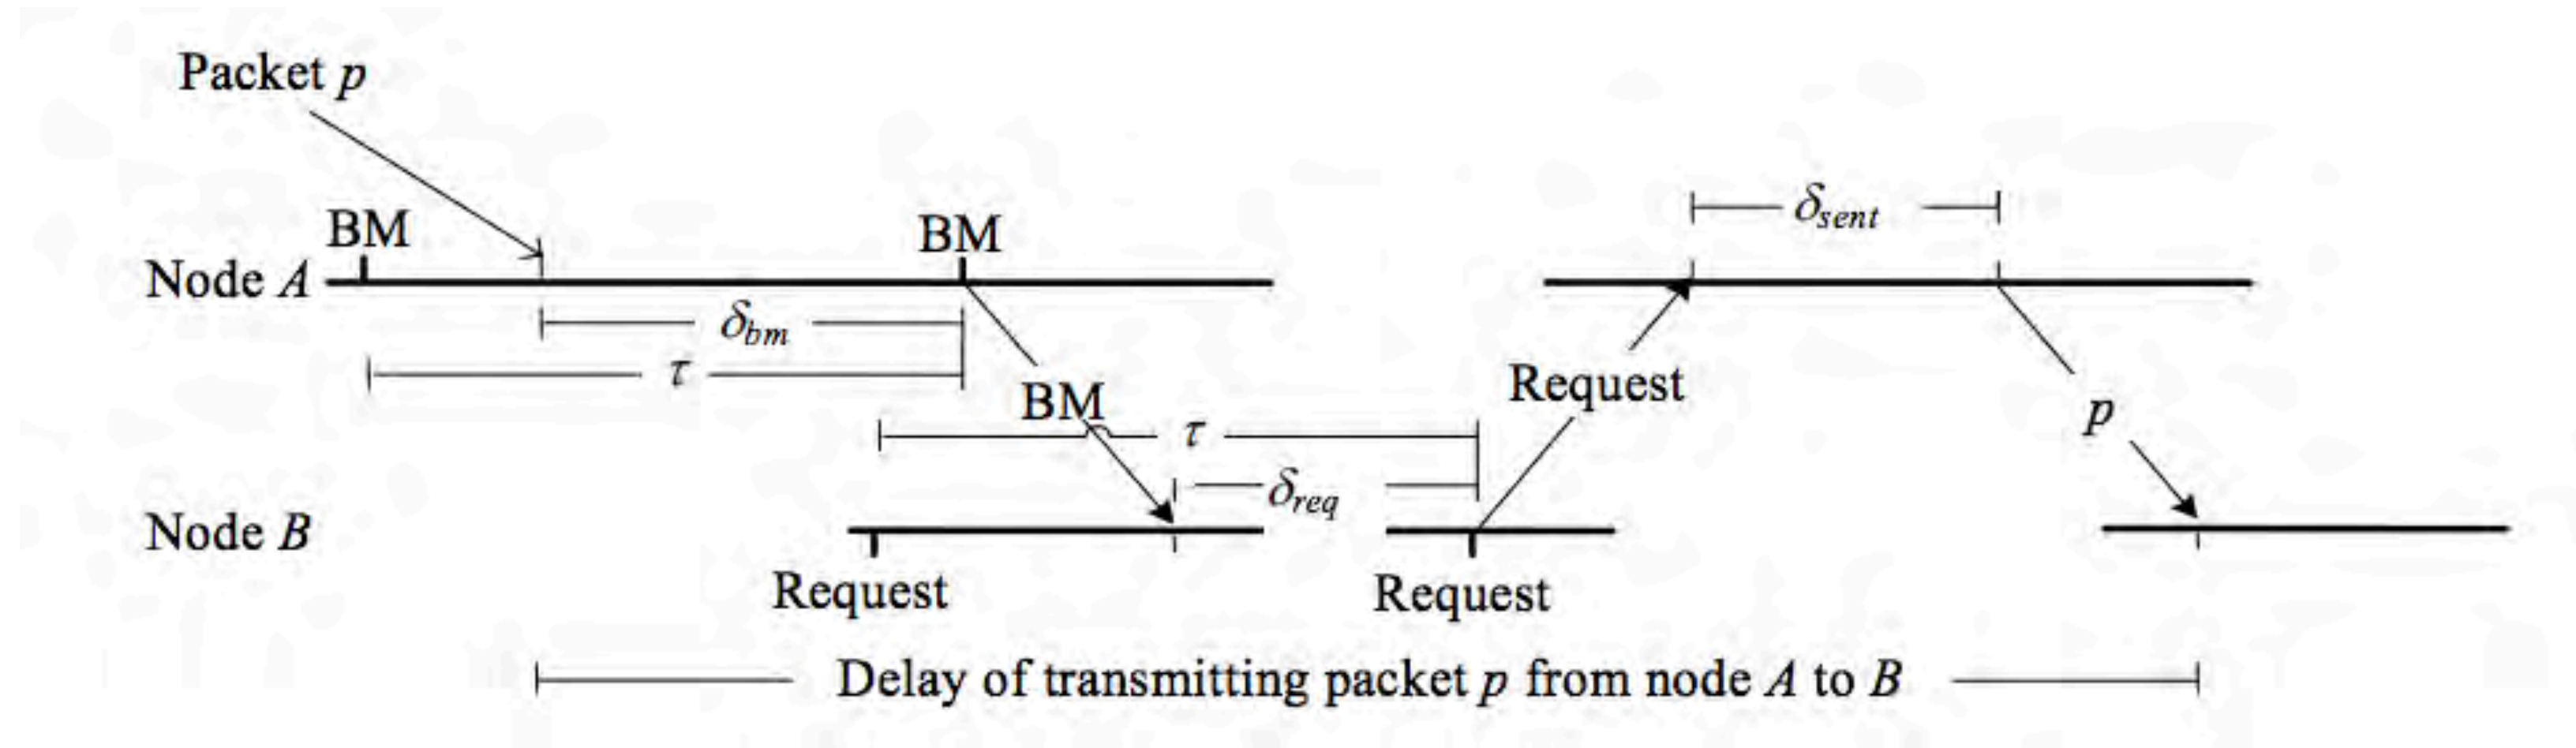 Packet p
BM
BM
δsent
Node A
δbm
τ
Request
BM
τ
p
δreq
Node B
Request
Request
Delay of transmitting packet p from node A to B